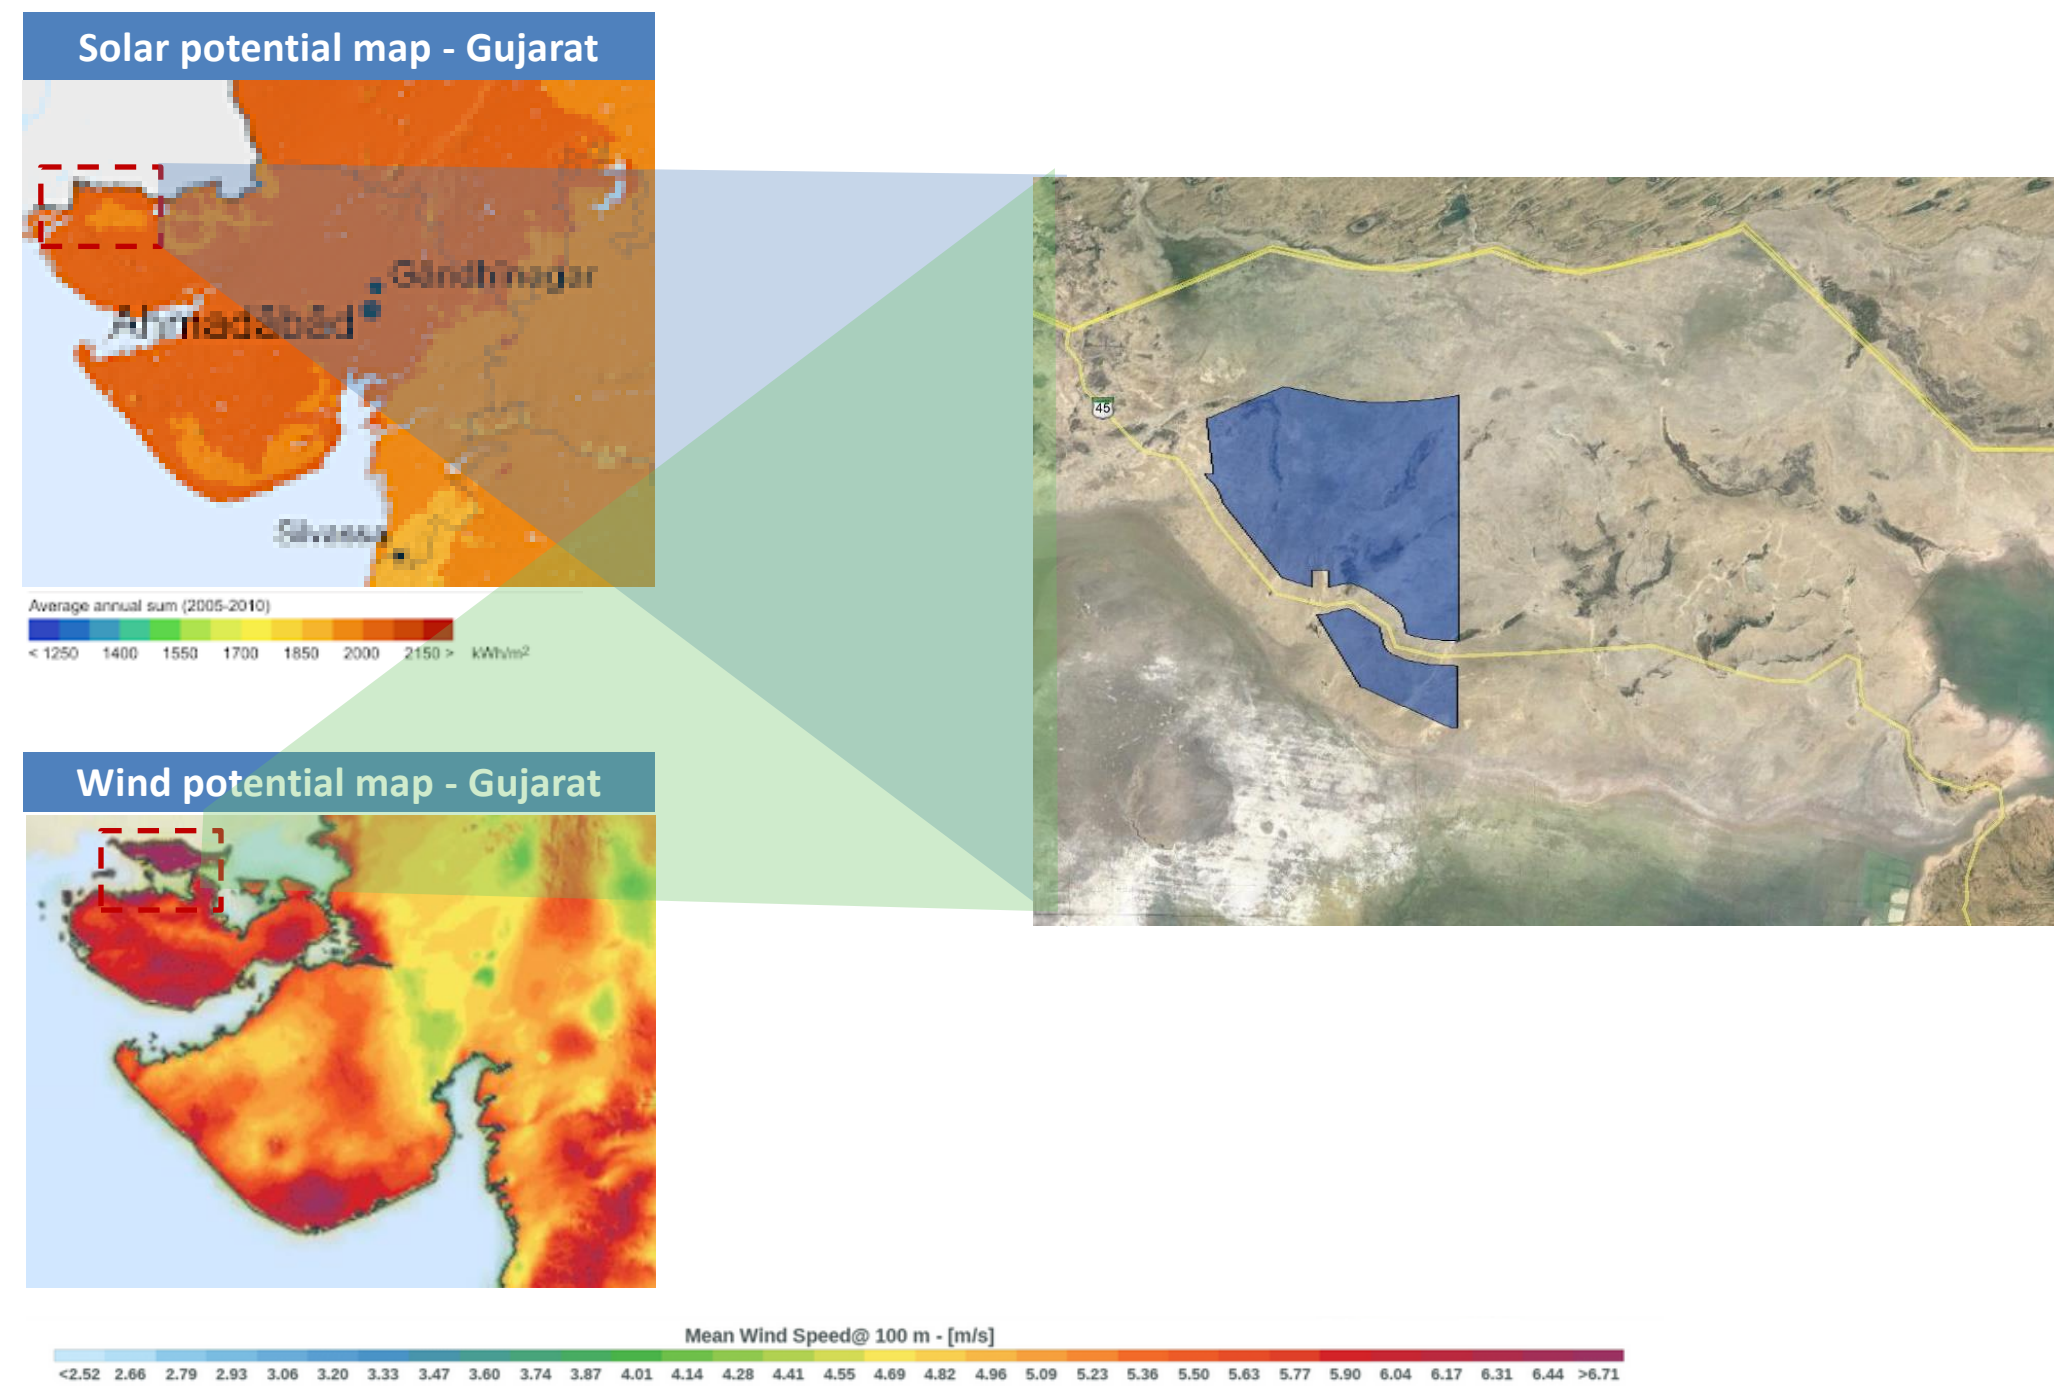 Solar potential map - Gujarat
Gāndhīnagar
Ahmadābād
Silvassa
Average annual sum (2005-2010)
< 1250 1400 1550 1700 1850 2000 2150 > kWh/m²
45
Wind potential map - Gujarat
Mean Wind Speed@ 100 m - [m/s]
<2.52 2.66 2.79 2.93 3.06 3.20 3.33 3.47 3.60 3.74 3.87 4.01 4.14 4.28 4.41 4.55 4.69 4.82 4.96 5.09 5.23 5.36 5.50 5.63 5.77 5.90 6.04 6.17 6.31 6.44 >6.71